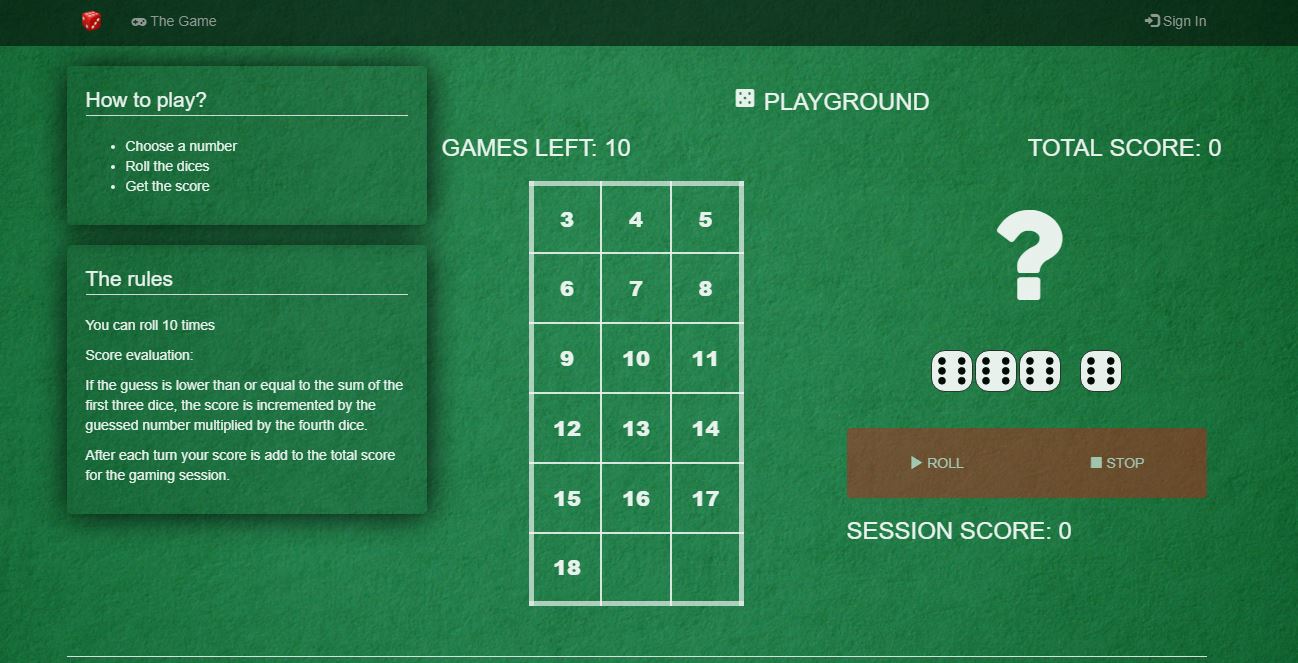 The Game
Sign In
How to play?
Choose a number
Roll the dices
Get the score
The rules
You can roll 10 times
Score evaluation:
If the guess is lower than or equal to the sum of the
first three dice, the score is incremented by the
guessed number multiplied by the fourth dice.
After each turn your score is add to the total score
for the gaming session.
PLAYGROUND
GAMES LEFT: 10
TOTAL SCORE: 0
3 4 5
6 7 8
9 10 11
12 13 14
15 16 17
18
?
ROLL STOP
SESSION SCORE: 0